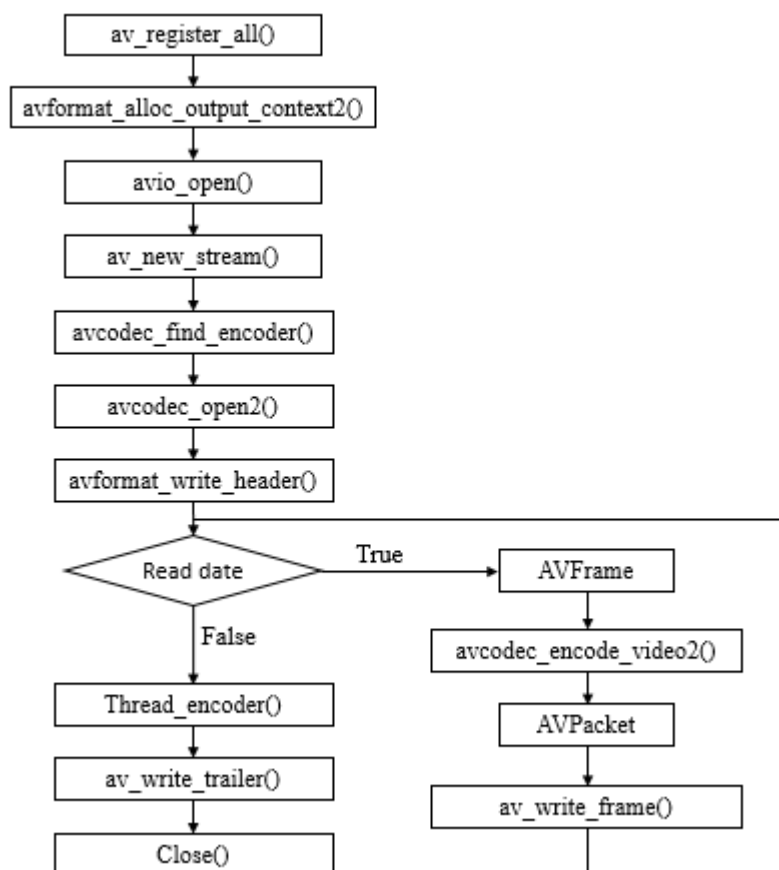 av_register_all()
avformat_alloc_output_context2()
avio_open()
av_new_stream()
avcodec_find_encoder()
avcodec_open2()
avformat_write_header()
Read date
True
AVFrame
False
avcodec_encode_video2()
Thread_encoder()
AVPacket
av_write_trailer()
av_write_frame()
Close()